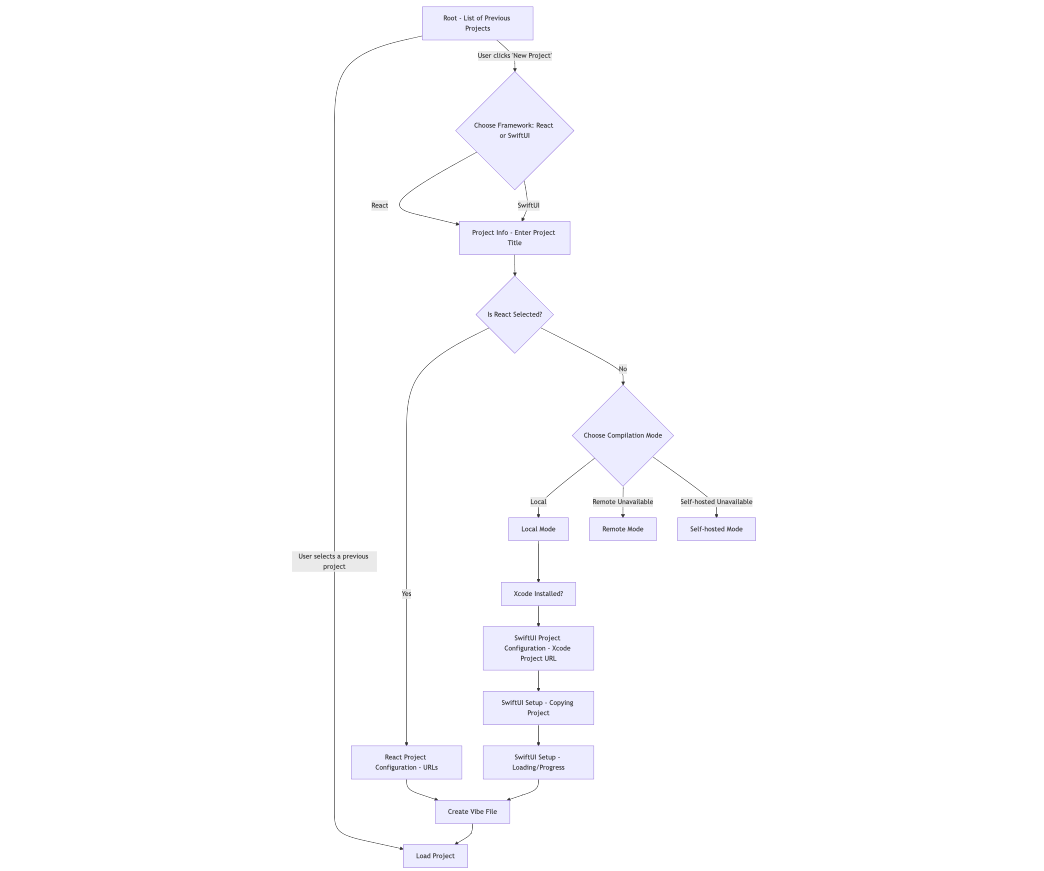 Root - List of Previous
Projects
User clicks 'New Project'
Choose Framework: React
or SwiftUI
React
SwiftUI
Project Info - Enter Project
Title
Is React Selected?
No
Choose Compilation Mode
Local
Remote Unavailable
Self-hosted Unavailable
Local Mode
Remote Mode
Self-hosted Mode
User selects a previous
project
Yes
Xcode Installed?
SwiftUI Project
Configuration - Xcode
Project URL
SwiftUI Setup - Copying
Project
React Project
Configuration - URLs
SwiftUI Setup -
Loading/Progress
Create Vibe File
Load Project